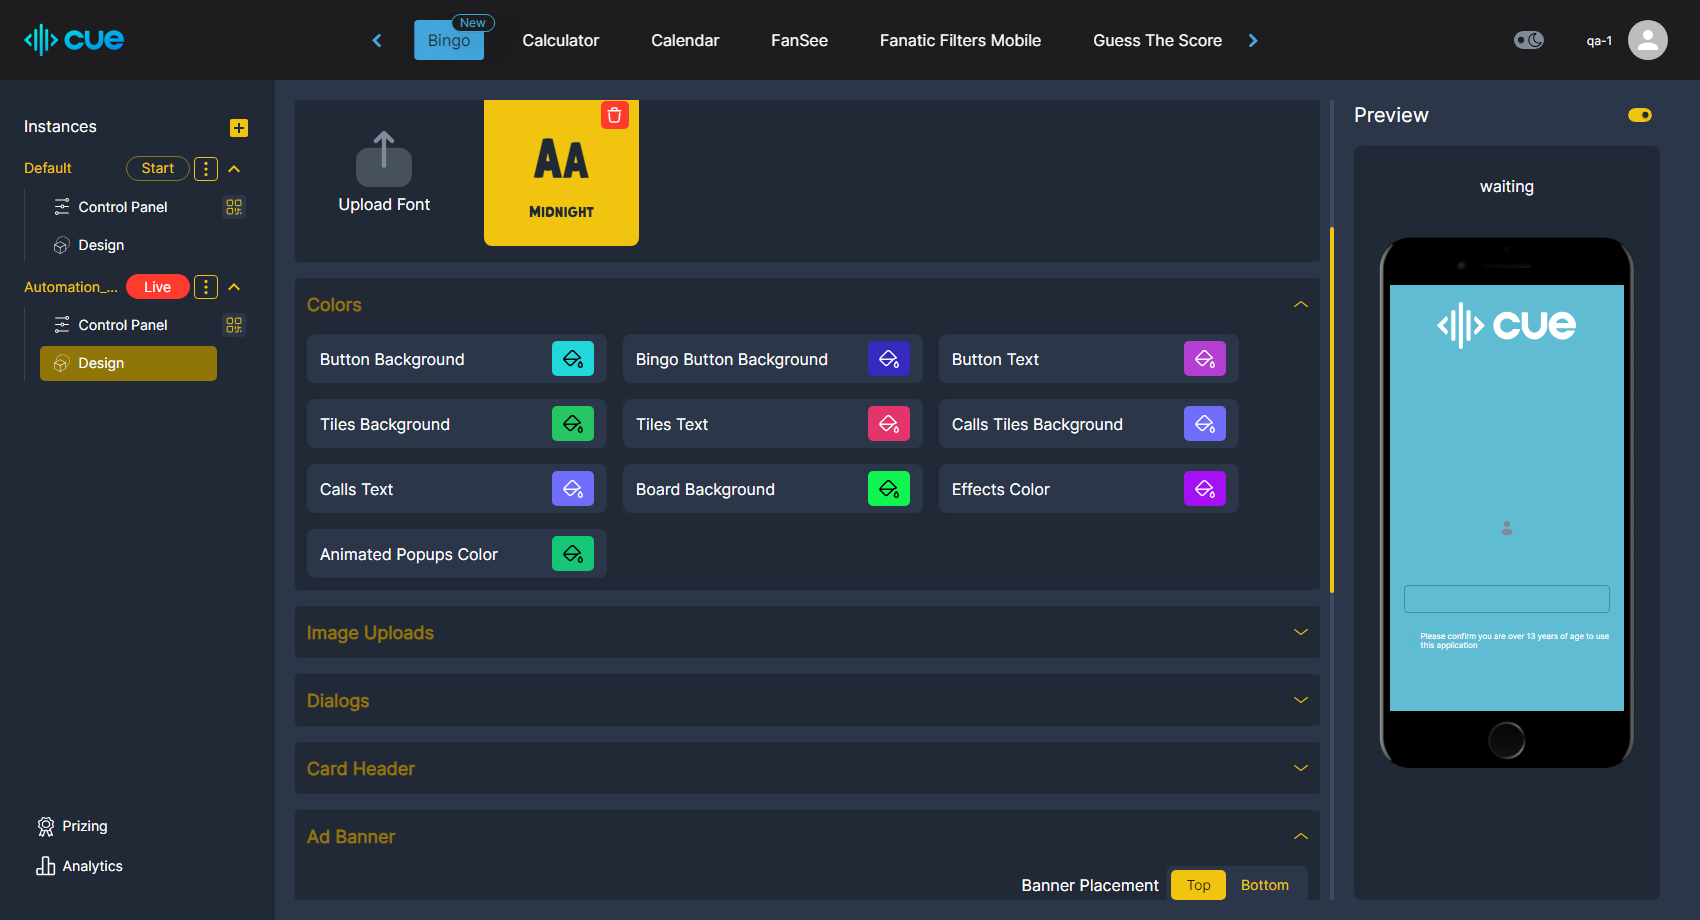 cue
New
Bingo
Calculator
Calendar
FanSee
Fanatic Filters Mobile
Guess The Score
qa-1
Instances
Default
Start
Control Panel
Design
Automation_...
Live
Control Panel
Design
Prizing
Analytics
Upload Font
AA
MIDNIGHT
Colors
Button Background
Bingo Button Background
Button Text
Tiles Background
Tiles Text
Calls Tiles Background
Calls Text
Board Background
Effects Color
Animated Popups Color
Image Uploads
Dialogs
Card Header
Ad Banner
Banner Placement
Top
Bottom
Preview
waiting
cue
Please confirm you are over 13 years of age to use
this application